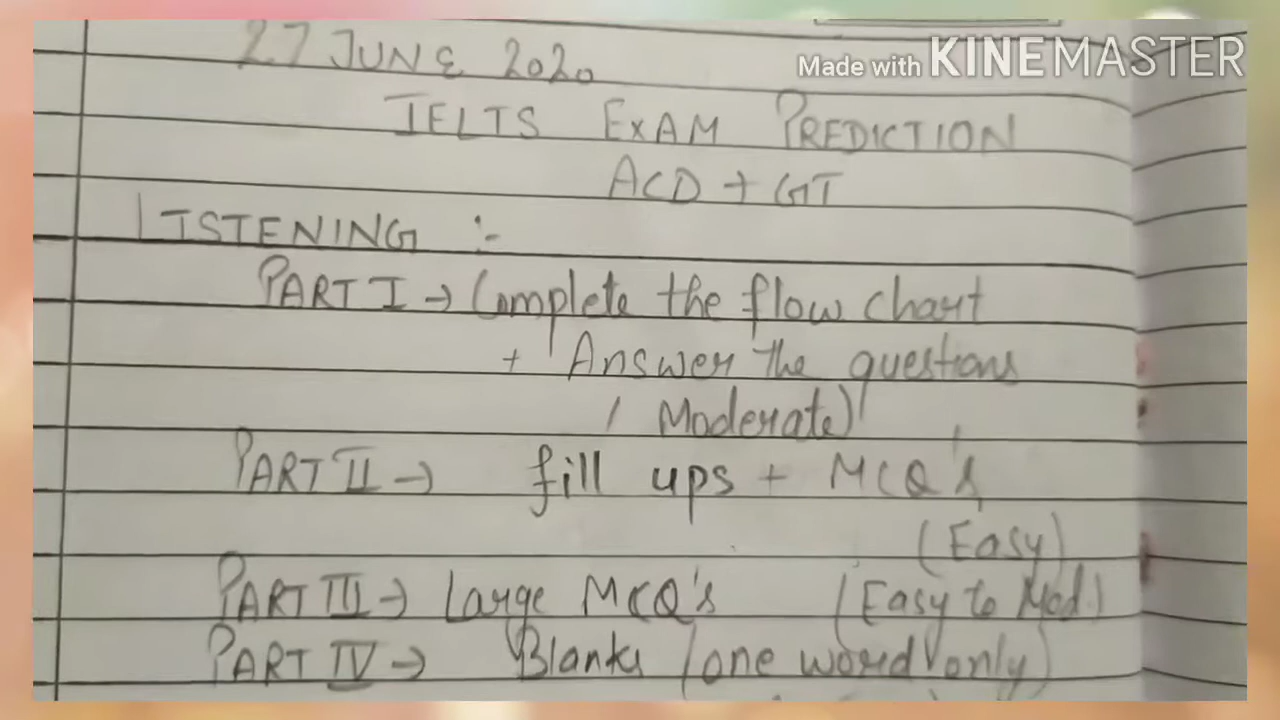 Made with KINEMASTER
27 JUNE 2020
IELTS EXAM PREDICTION
ACD + GT
LISTENING :-
PART I → Complete the flow chart
+ Answer the questions
(Moderate)
PART II → fill ups + MCQ's
(Easy)
PART III → Large MCQ's (Easy to Mod.)
PART IV → Blanks (one word only)